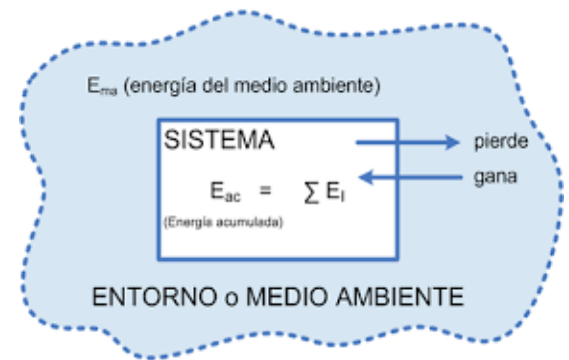 Ema (energía del medio ambiente)
SISTEMA
pierde
gana
Eac = ∑ EI
(Energía acumulada)
ENTORNO o MEDIO AMBIENTE